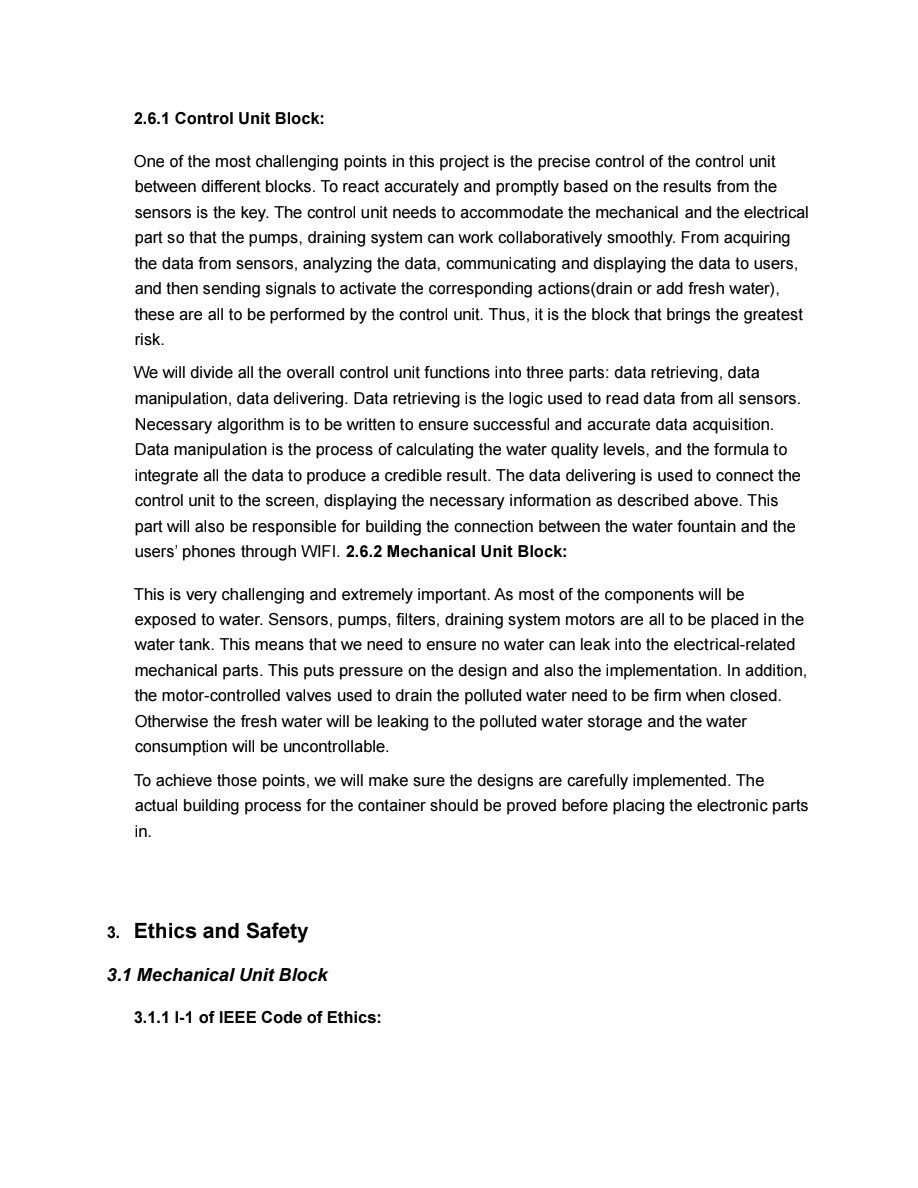 2.6.1 Control Unit Block:
One of the most challenging points in this project is the precise control of the control unit
between different blocks. To react accurately and promptly based on the results from the
sensors is the key. The control unit needs to accommodate the mechanical and the electrical
part so that the pumps, draining system can work collaboratively smoothly. From acquiring
the data from sensors, analyzing the data, communicating and displaying the data to users,
and then sending signals to activate the corresponding actions(drain or add fresh water),
these are all to be performed by the control unit. Thus, it is the block that brings the greatest
risk.
We will divide all the overall control unit functions into three parts: data retrieving, data
manipulation, data delivering. Data retrieving is the logic used to read data from all sensors.
Necessary algorithm is to be written to ensure successful and accurate data acquisition.
Data manipulation is the process of calculating the water quality levels, and the formula to
integrate all the data to produce a credible result. The data delivering is used to connect the
control unit to the screen, displaying the necessary information as described above. This
part will also be responsible for building the connection between the water fountain and the
users’ phones through WIFI. 2.6.2 Mechanical Unit Block:
This is very challenging and extremely important. As most of the components will be
exposed to water. Sensors, pumps, filters, draining system motors are all to be placed in the
water tank. This means that we need to ensure no water can leak into the electrical-related
mechanical parts. This puts pressure on the design and also the implementation. In addition,
the motor-controlled valves used to drain the polluted water need to be firm when closed.
Otherwise the fresh water will be leaking to the polluted water storage and the water
consumption will be uncontrollable.
To achieve those points, we will make sure the designs are carefully implemented. The
actual building process for the container should be proved before placing the electronic parts
in.
3. Ethics and Safety
3.1 Mechanical Unit Block
3.1.1 I-1 of IEEE Code of Ethics: